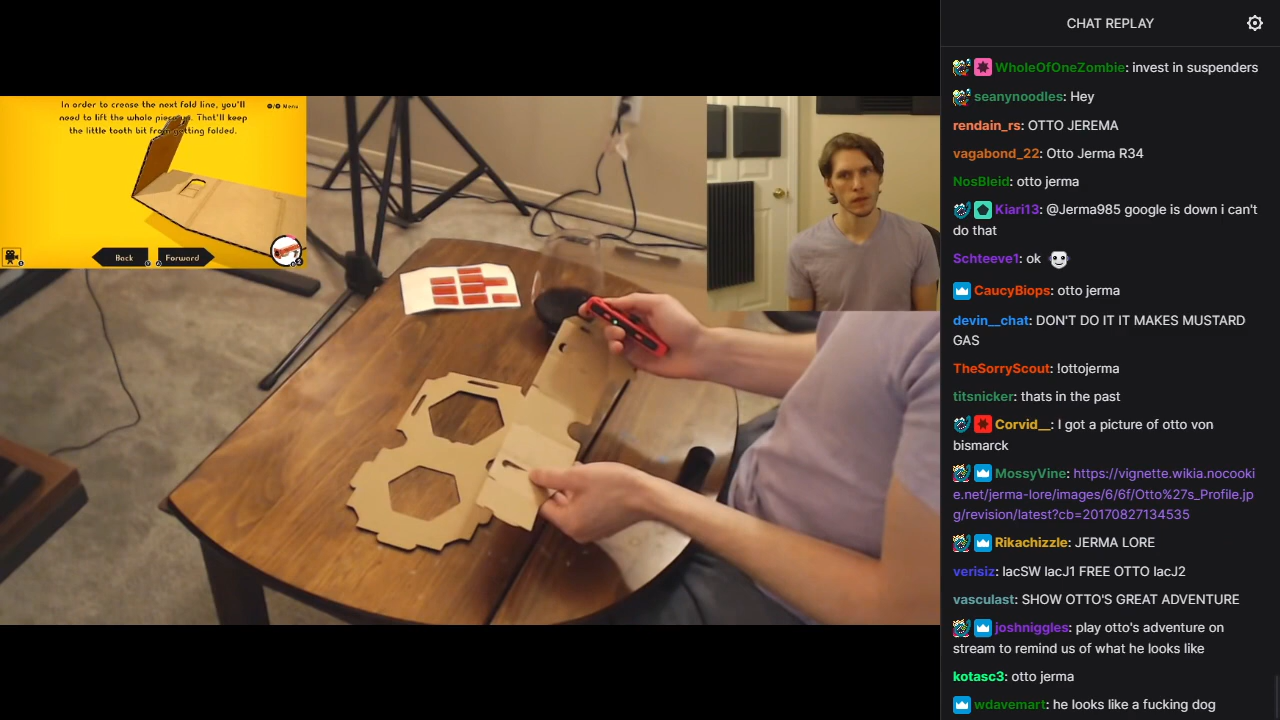 In order to crease the next fold line, you'll
need to lift the whole piece up. That'll keep
the little tooth bit from getting folded.
Menu
Back
Forward
CHAT REPLAY
WholeOfOneZombie: invest in suspenders
seanynoodles: Hey
rendain_rs: OTTO JEREMA
vagabond_22: Otto Jerma R34
NosBleid: otto jerma
Kiari13: @Jerma985 google is down i can't
do that
Schteeve1: ok
CaucyBiops: otto jerma
devin__chat: DON'T DO IT IT MAKES MUSTARD
GAS
TheSorryScout: !ottojerma
titsnicker: thats in the past
Corvid__: I got a picture of otto von
bismarck
MossyVine: https://vignette.wikia.nocooki
e.net/jerma-lore/images/6/6f/Otto%27s_Profile.jp
g/revision/latest?cb=20170827134535
Rikachizzle: JERMA LORE
verisiz: lacSW lacJ1 FREE OTTO lacJ2
vasculast: SHOW OTTO'S GREAT ADVENTURE
joshniggles: play otto's adventure on
stream to remind us of what he looks like
kotasc3: otto jerma
wdavemart: he looks like a fucking dog